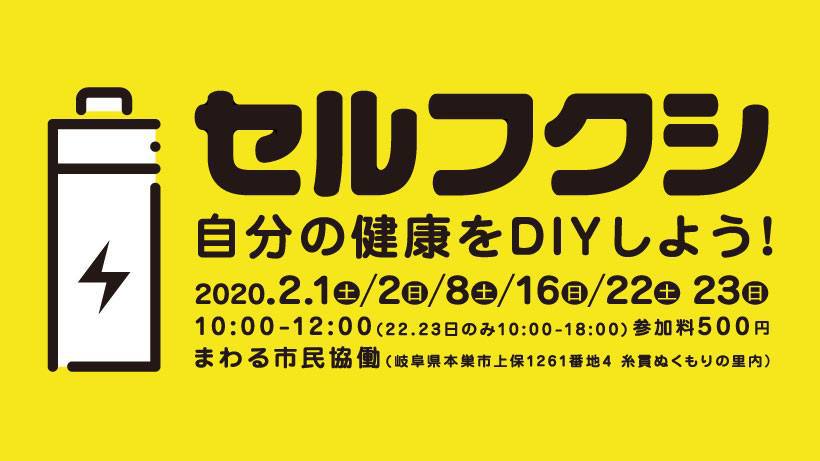 セルフクシ
自分の健康をDIYしよう!
2020.2.1土/2日/8土/16日/22土 23日
10:00-12:00(22.23日のみ10:00-18:00)参加料500円
まわる市民協働(岐阜県本巣市上保1261番地4 糸貫ぬくもりの里内)